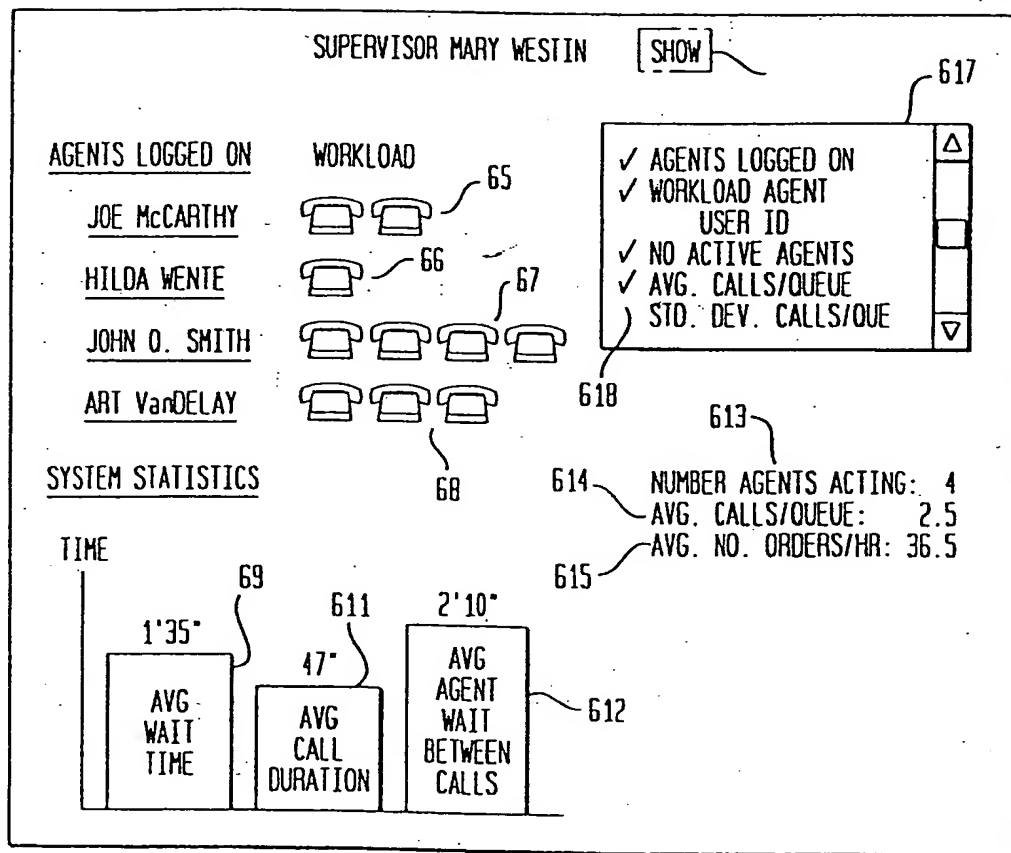 SUPERVISOR MARY WESTIN
SHOW
617
AGENTS LOGGED ON
WORKLOAD
65
JOE McCARTHY
66
HILDA WENTE
67
JOHN O. SMITH
ART VanDELAY
68
✓ AGENTS LOGGED ON
✓ WORKLOAD AGENT
USER ID
✓ NO ACTIVE AGENTS
✓ AVG. CALLS/QUEUE
STD. DEV. CALLS/QUE
618
613
SYSTEM STATISTICS
614
NUMBER AGENTS ACTING: 4
AVG. CALLS/QUEUE: 2.5
615
AVG. NO. ORDERS/HR: 36.5
TIME
69
611
1'35"
47"
2'10"
AVG
WAIT
TIME
AVG
CALL
DURATION
AVG
AGENT
WAIT
BETWEEN
CALLS
612